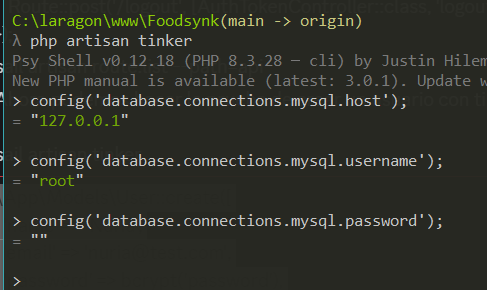 C:\laragon\www\Foodsynk(main -> origin)
λ php artisan tinker
Psy Shell v0.12.18 (PHP 8.3.28 — cli) by Justin Hilem
New PHP manual is available (latest: 3.0.1). Update w
> config('database.connections.mysql.host');
= "127.0.0.1"
> config('database.connections.mysql.username');
= "root"
> config('database.connections.mysql.password');
= ""
>